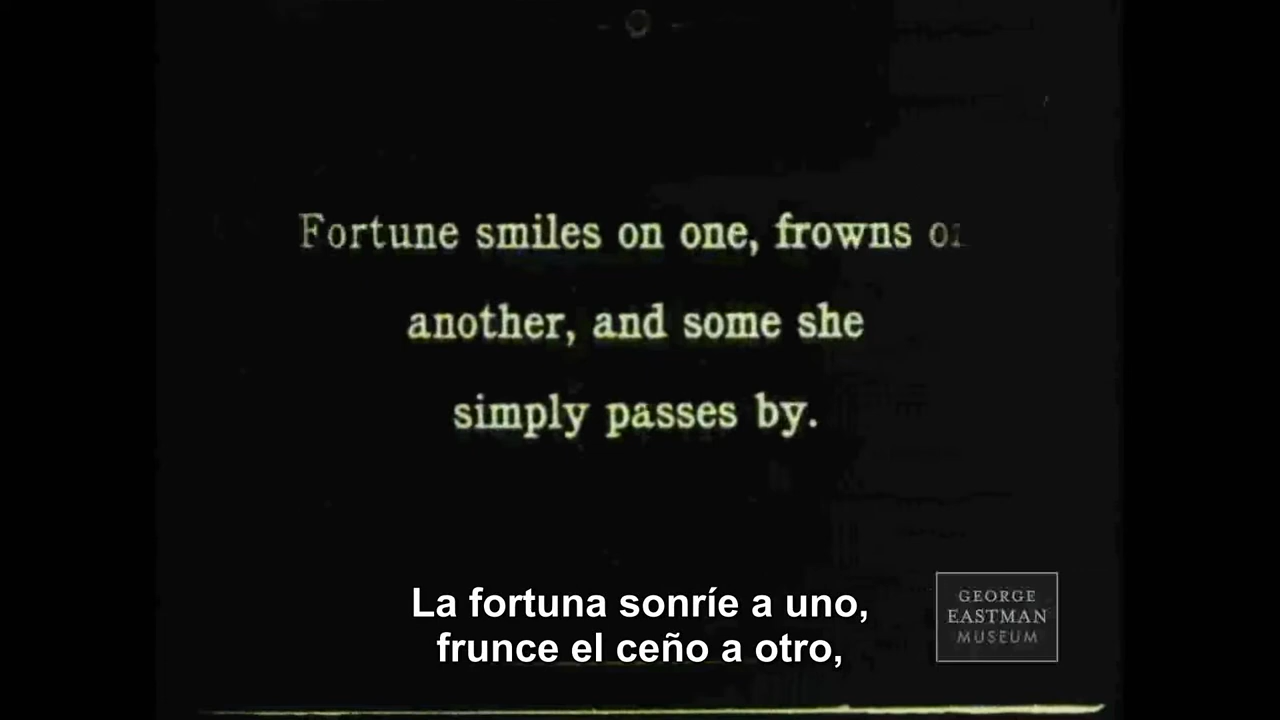 Fortune smiles on one, frowns
another, and some she
simply passes by.
La fortuna sonríe a uno,
frunce el ceño a otro,
GEORGE
EASTMAN
MUSEUM